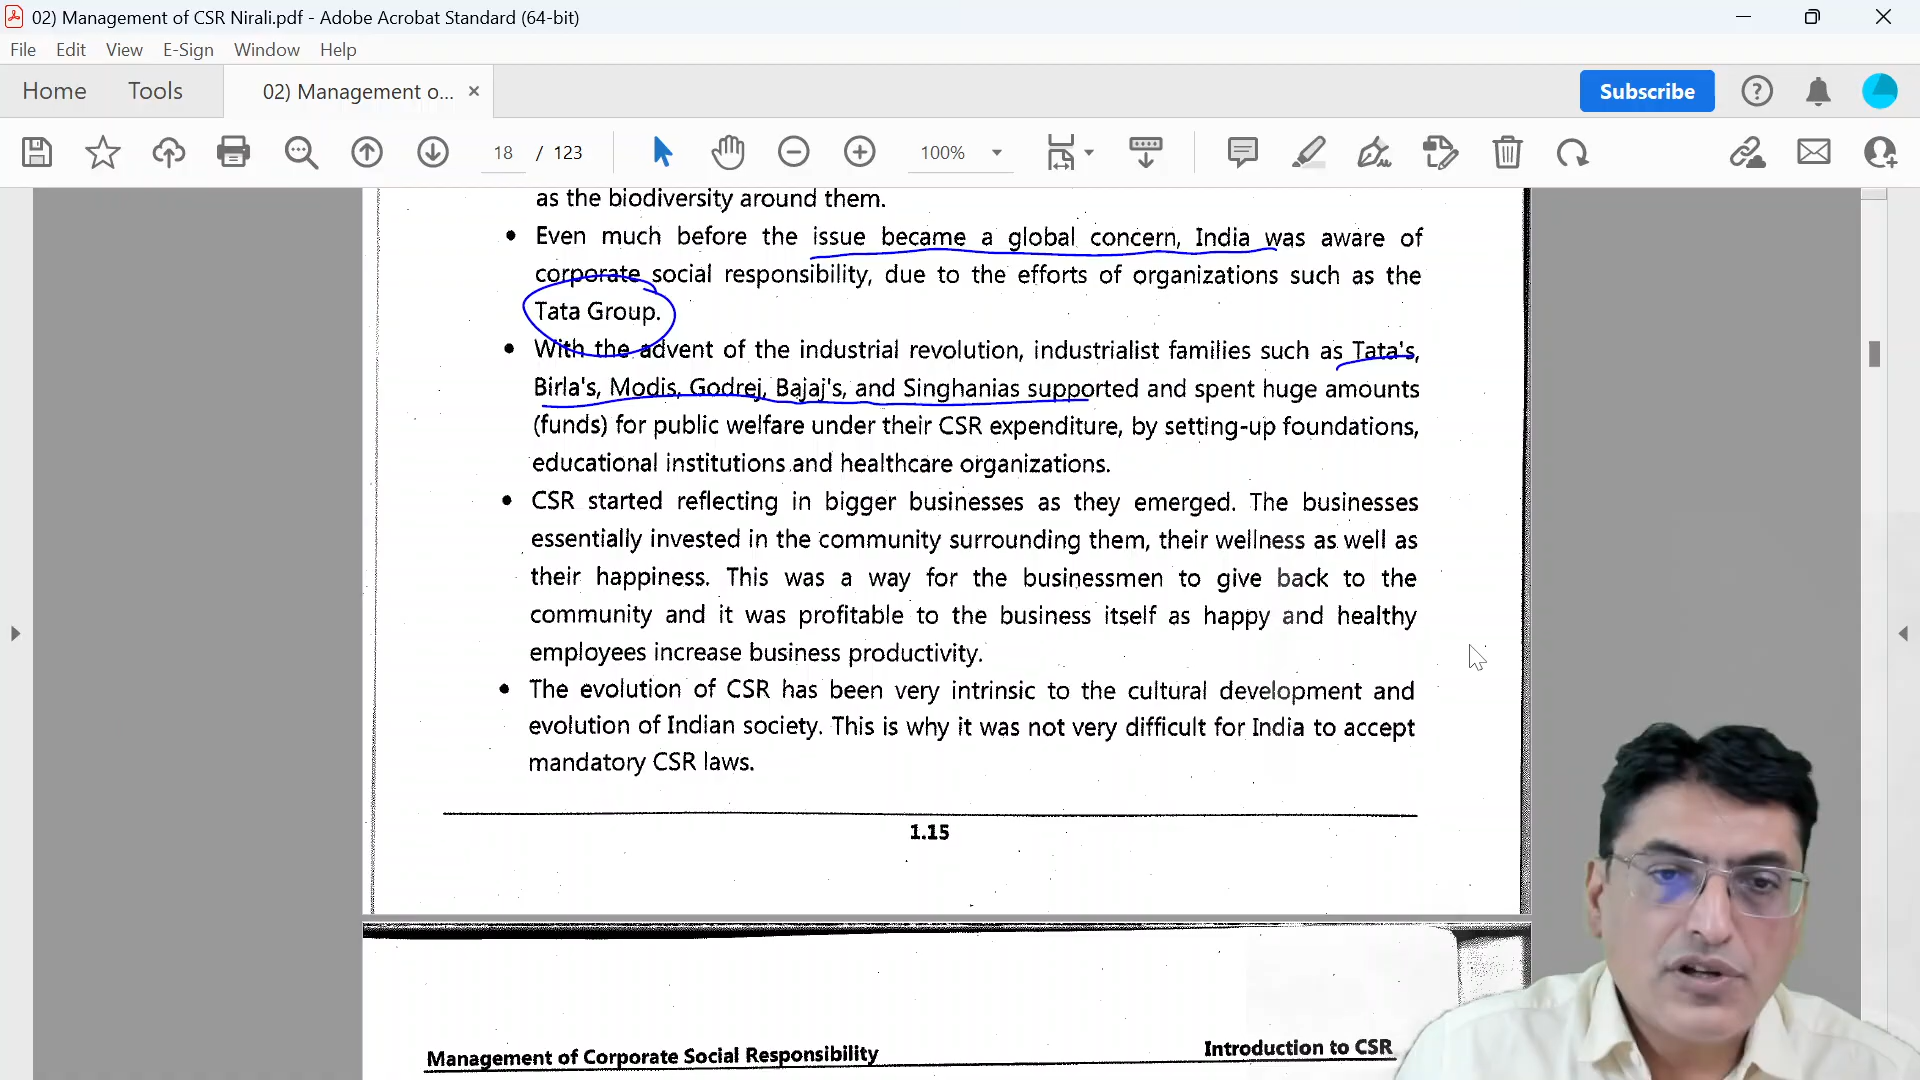 02) Management of CSR Nirali.pdf - Adobe Acrobat Standard (64-bit)
File Edit View E-Sign Window Help
Home Tools 02) Management o... Subscribe
18 / 123 100%
as the biodiversity around them.
• Even much before the issue became a global concern, India was aware of
corporate social responsibility, due to the efforts of organizations such as the
Tata Group.
• With the advent of the industrial revolution, industrialist families such as Tata's,
Birla's, Modis, Godrej, Bajaj's, and Singhanias supported and spent huge amounts
(funds) for public welfare under their CSR expenditure, by setting-up foundations,
educational institutions and healthcare organizations.
• CSR started reflecting in bigger businesses as they emerged. The businesses
essentially invested in the community surrounding them, their wellness as well as
their happiness. This was a way for the businessmen to give back to the
community and it was profitable to the business itself as happy and healthy
employees increase business productivity.
• The evolution of CSR has been very intrinsic to the cultural development and
evolution of Indian society. This is why it was not very difficult for India to accept
mandatory CSR laws.
1.15
Management of Corporate Social Responsibility Introduction to CSR